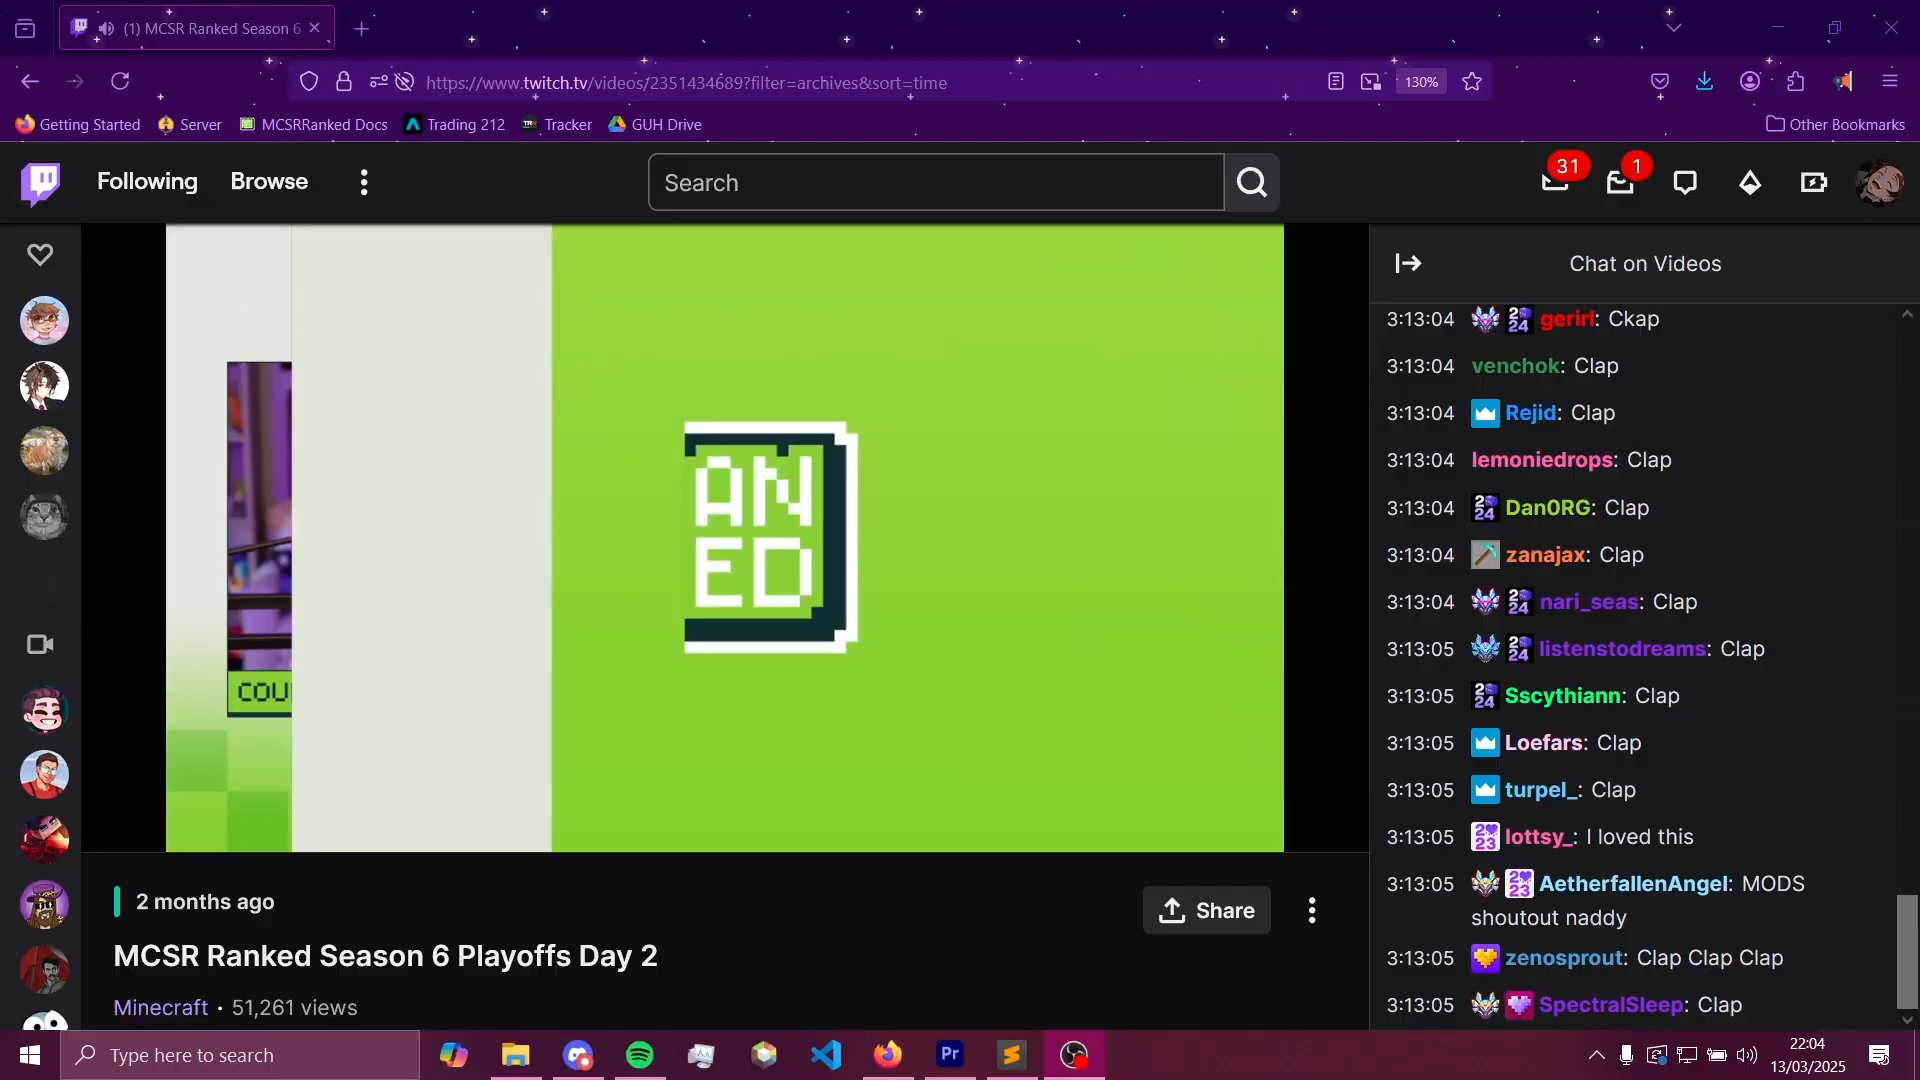 (1) MCSR Ranked Season 6
https://www.twitch.tv/videos/2351434689?filter=archives&sort=time
130%
Getting Started
Server
MCSRRanked Docs
Trading 212
Tracker
GUH Drive
Other Bookmarks
Following
Browse
Search
31
1
AN
ED
COU
Chat on Videos
3:13:04 gerirl: Ckap
3:13:04 venchok: Clap
3:13:04 Rejid: Clap
3:13:04 lemoniedrops: Clap
3:13:04 Dan0RG: Clap
3:13:04 zanajax: Clap
3:13:04 nari_seas: Clap
3:13:05 listenstodreams: Clap
3:13:05 Sscythiann: Clap
3:13:05 Loefars: Clap
3:13:05 turpel_: Clap
3:13:05 lottsy_: I loved this
3:13:05 AetherfallenAngel: MODS
shoutout naddy
3:13:05 zenosprout: Clap Clap Clap
3:13:05 SpectralSleep: Clap
2 months ago
Share
MCSR Ranked Season 6 Playoffs Day 2
Minecraft • 51,261 views
Type here to search
Pr
22:04
13/03/2025